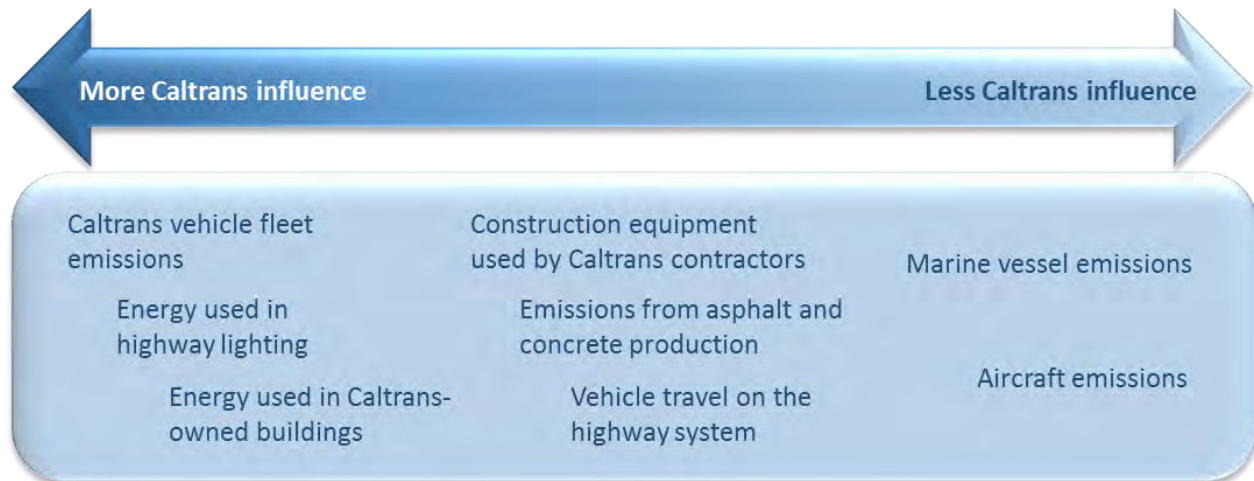 More Caltrans influence
Less Caltrans influence
Caltrans vehicle fleet
emissions
Energy used in
highway lighting
Energy used in Caltrans-
owned buildings
Construction equipment
used by Caltrans contractors
Emissions from asphalt and
concrete production
Vehicle travel on the
highway system
Marine vessel emissions
Aircraft emissions